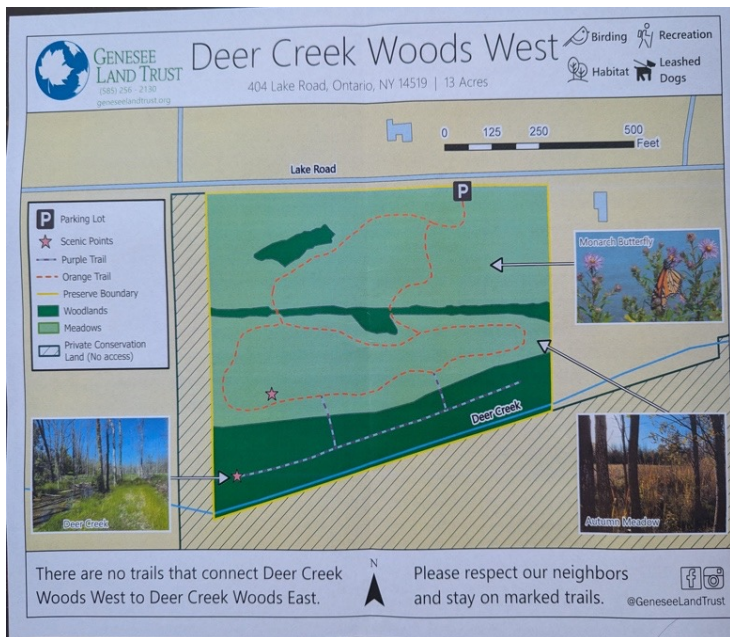 GENESEE
LAND TRUST
(585) 256 - 2130
geneseelandtrust.org
Deer Creek Woods West
404 Lake Road, Ontario, NY 14519 | 13 Acres
Birding
Recreation
Habitat
Leashed
Dogs
0 125 250 500
Feet
Lake Road
P
P Parking Lot
Scenic Points
Purple Trail
Orange Trail
Preserve Boundary
Woodlands
Meadows
Private Conservation
Land (No access)
Monarch Butterfly
Deer Creek
Deer Creek
Autumn Meadow
There are no trails that connect Deer Creek
Woods West to Deer Creek Woods East.
N
Please respect our neighbors
and stay on marked trails.
@GeneseeLandTrust